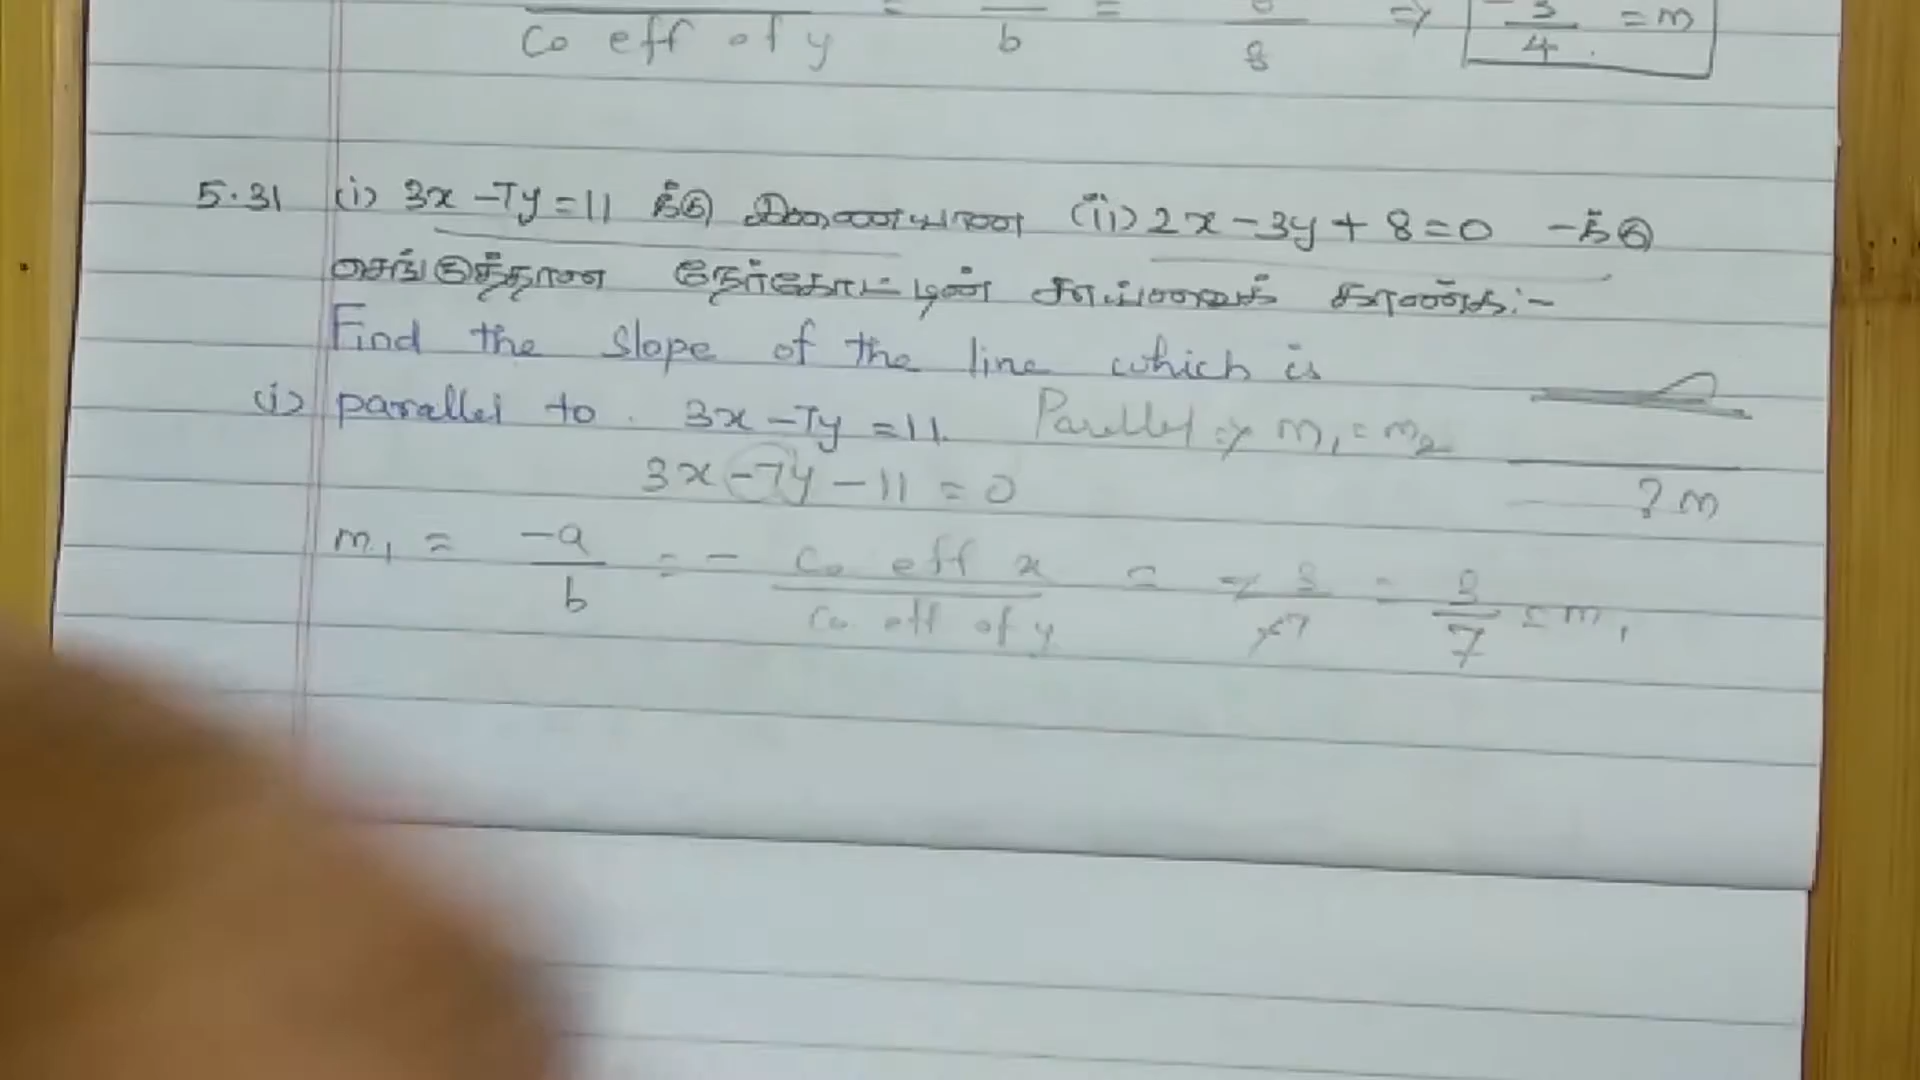 Co eff of y = b = 8 ⇒ -3/4 = m
5.31 (i) 3x -7y = 11 க்கு இணையான (ii) 2x - 3y + 8 = 0 -க்கு
செங்குத்தான நேர்கோட்டின் சாய்வைக் காண்க:-
Find the slope of the line which is
(i) parallel to 3x -7y = 11. Parallel ⇒ m₁ = m₂
3x -7y - 11 = 0
? m
m₁ = -a/b = - Co eff x / Co eff of y = -3/-7 = 3/7 = m₁